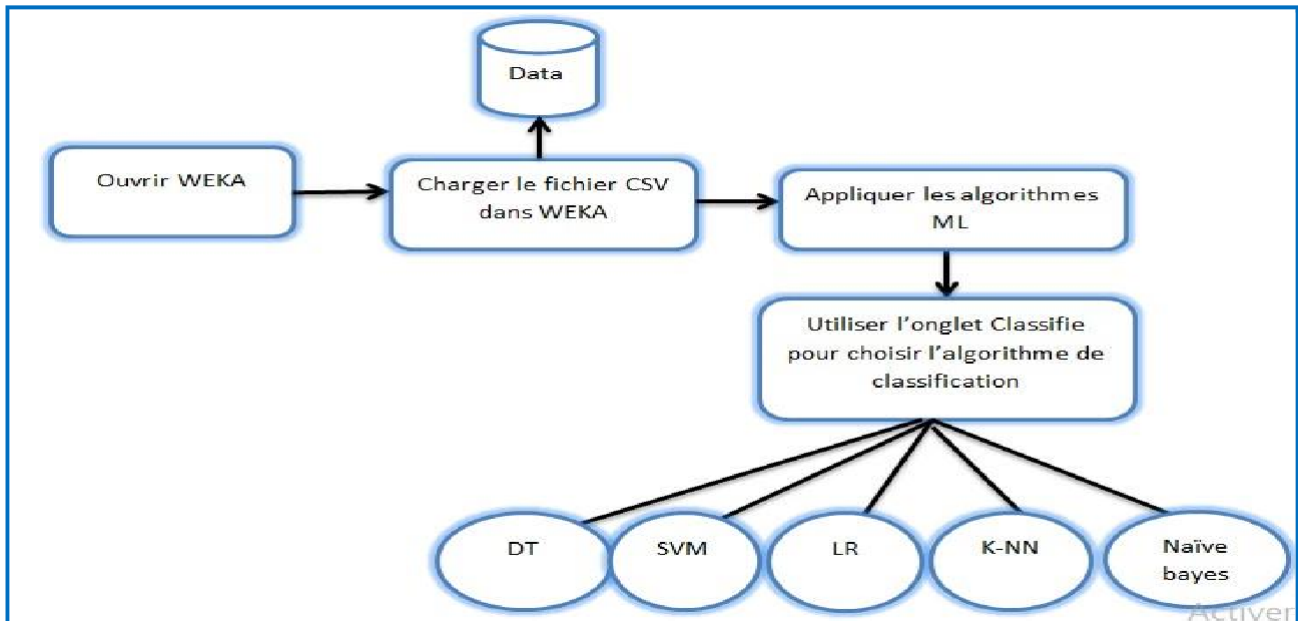 Data
Ouvrir WEKA
Charger le fichier CSV
dans WEKA
Appliquer les algorithmes
ML
Utiliser l'onglet Classifie
pour choisir l'algorithme de
classification
DT
SVM
LR
K-NN
Naïve
bayes
Activer